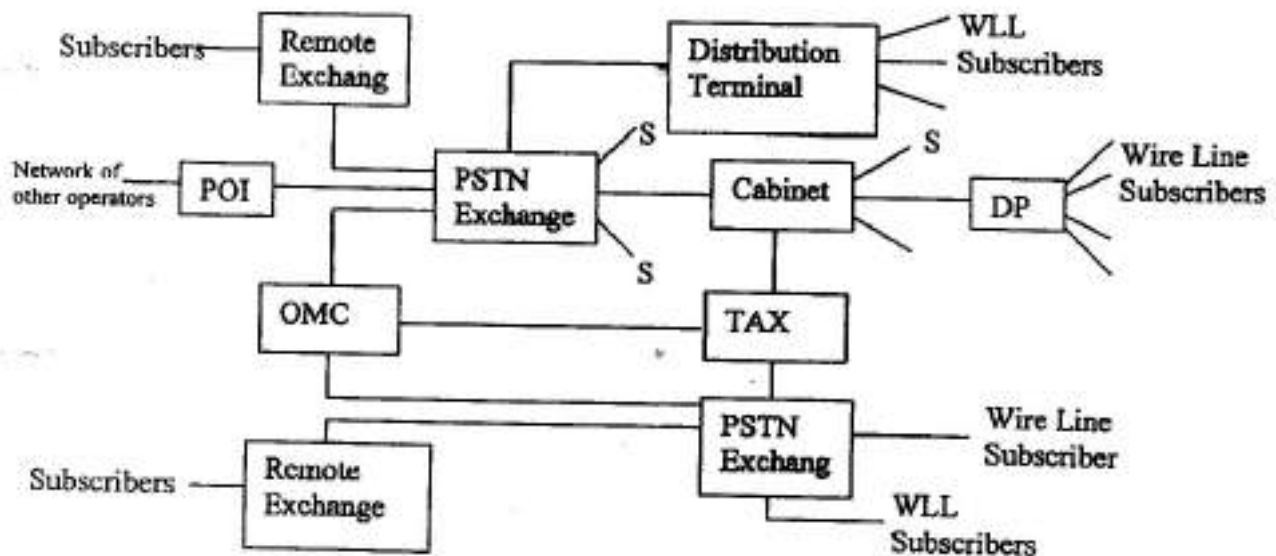 Subscribers
Remote
Exchang
Distribution
Terminal
WLL
Subscribers
Network of
other operators
POI
PSTN
Exchange
S
S
Cabinet
S
DP
Wire Line
Subscribers
OMC
TAX
PSTN
Exchang
Wire Line
Subscriber
Subscribers
Remote
Exchange
WLL
Subscribers